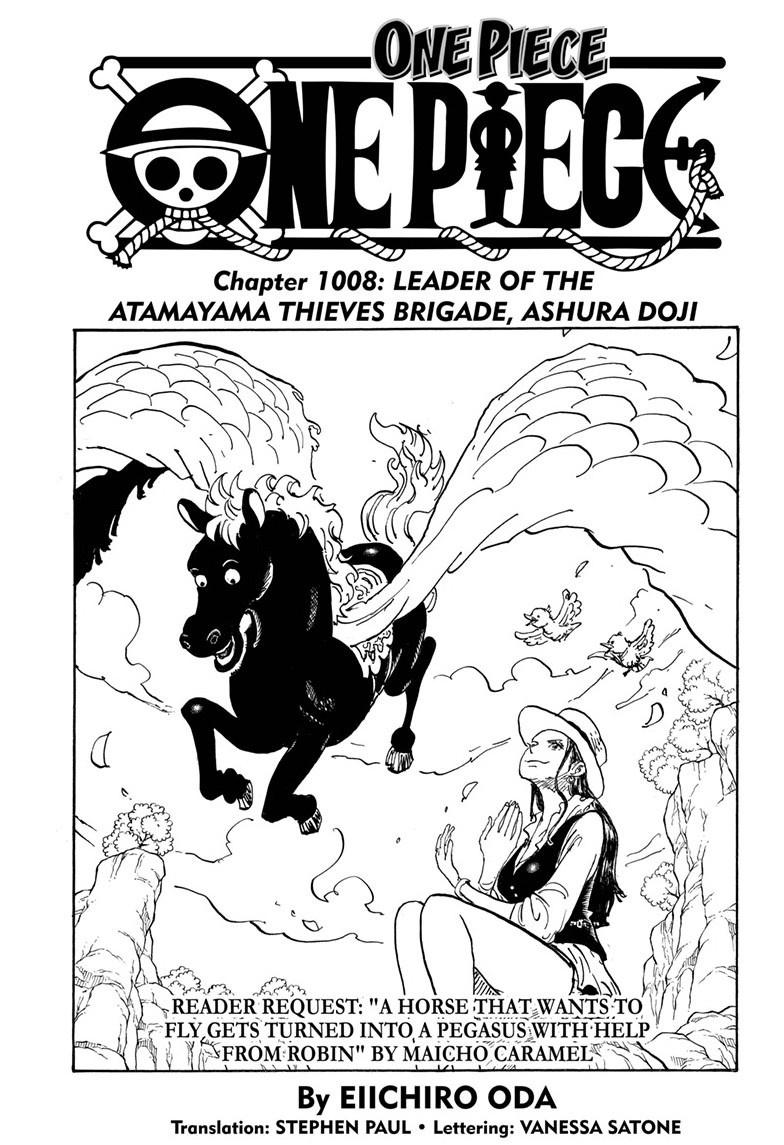 ONE PIECE
ONE PIECE
Chapter 1008: LEADER OF THE
ATAMAYAMA THIEVES BRIGADE, ASHURA DOJI
READER REQUEST: "A HORSE THAT WANTS TO
FLY GETS TURNED INTO A PEGASUS WITH HELP
FROM ROBIN" BY MAICHO CARAMEL
By EIICHIRO ODA
Translation: STEPHEN PAUL • Lettering: VANESSA SATONE